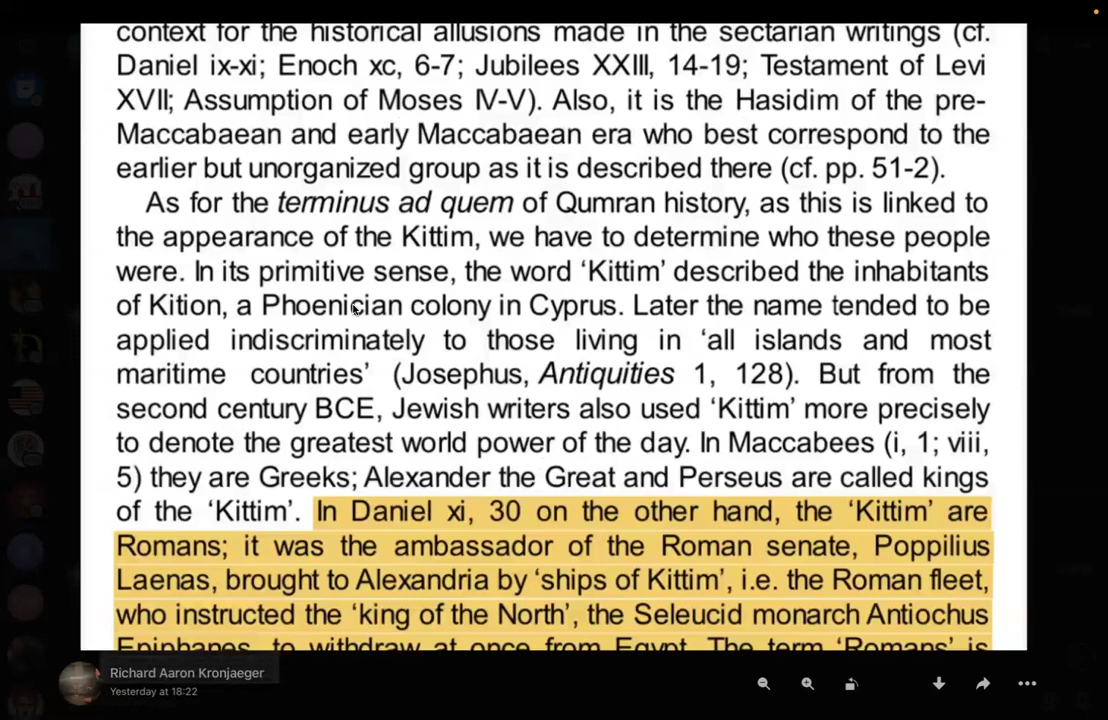 context for the historical allusions made in the sectarian writings (cf.
Daniel ix-xi; Enoch xc, 6-7; Jubilees XXIII, 14-19; Testament of Levi
XVII; Assumption of Moses IV-V). Also, it is the Hasidim of the pre-
Maccabaean and early Maccabaean era who best correspond to the
earlier but unorganized group as it is described there (cf. pp. 51-2).
As for the terminus ad quem of Qumran history, as this is linked to
the appearance of the Kittim, we have to determine who these people
were. In its primitive sense, the word ‘Kittim’ described the inhabitants
of Kition, a Phoenician colony in Cyprus. Later the name tended to be
applied indiscriminately to those living in ‘all islands and most
maritime countries’ (Josephus, Antiquities 1, 128). But from the
second century BCE, Jewish writers also used ‘Kittim’ more precisely
to denote the greatest world power of the day. In Maccabees (i, 1; viii,
5) they are Greeks; Alexander the Great and Perseus are called kings
of the ‘Kittim’. In Daniel xi, 30 on the other hand, the ‘Kittim’ are
Romans; it was the ambassador of the Roman senate, Poppilius
Laenas, brought to Alexandria by ‘ships of Kittim’, i.e. the Roman fleet,
who instructed the ‘king of the North’, the Seleucid monarch Antiochus
Epiphanes, to withdraw at once from Egypt. The term ‘Romans’ is
Richard Aaron Kronjaeger
Yesterday at 18:22